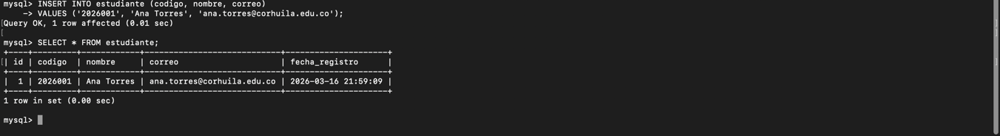 mysql> INSERT INTO estudiante (codigo, nombre, correo)
    -> VALUES ('2026001', 'Ana Torres', 'ana.torres@corhuila.edu.co');
Query OK, 1 row affected (0.01 sec)

mysql> SELECT * FROM estudiante;
+----+---------+------------+----------------------------+---------------------+
| id | codigo  | nombre     | correo                     | fecha_registro      |
+----+---------+------------+----------------------------+---------------------+
|  1 | 2026001 | Ana Torres | ana.torres@corhuila.edu.co | 2026-03-16 21:59:09 |
+----+---------+------------+----------------------------+---------------------+
1 row in set (0.00 sec)

mysql>